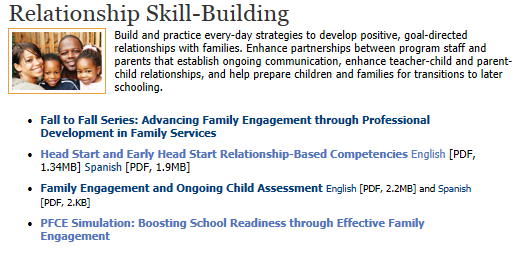 Relationship Skill-Building
Build and practice every-day strategies to develop positive, goal-directed
relationships with families. Enhance partnerships between program staff and
parents that establish ongoing communication, enhance teacher-child and parent-
child relationships, and help prepare children and families for transitions to later
schooling.
• Fall to Fall Series: Advancing Family Engagement through Professional
Development in Family Services
• Head Start and Early Head Start Relationship-Based Competencies English [PDF,
1.34MB] Spanish [PDF, 1.9MB]
• Family Engagement and Ongoing Child Assessment English [PDF, 2.2MB] and Spanish
[PDF, 2.KB]
• PFCE Simulation: Boosting School Readiness through Effective Family
Engagement